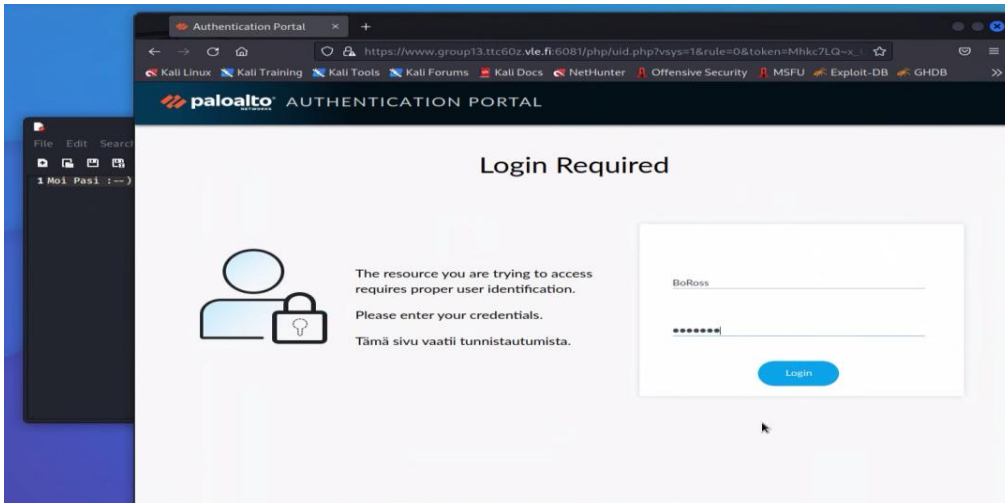 Authentication Portal
https://www.group13.ttc60z.vle.fi:6081/php/uid.php?vsys=1&rule=0&token=Mhkc7LQ~x_
Kali Linux Kali Training Kali Tools Kali Forums Kali Docs NetHunter Offensive Security MSFU Exploit-DB GHDB
paloalto NETWORKS AUTHENTICATION PORTAL
File Edit Search
1 Moi Pasi :--)
Login Required
The resource you are trying to access
requires proper user identification.
Please enter your credentials.
Tämä sivu vaatii tunnistautumista.
BoRoss
Login